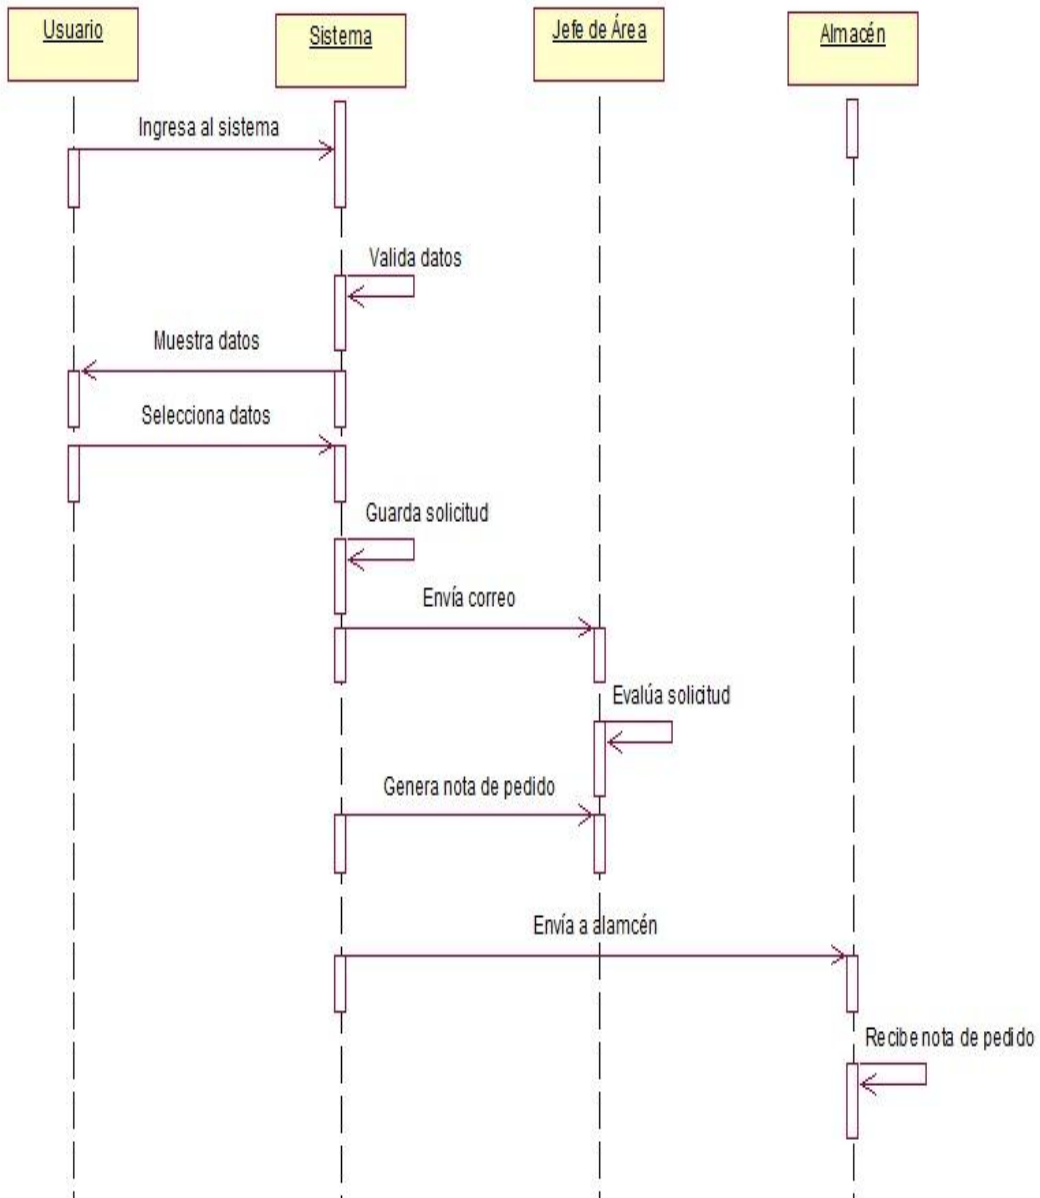 Usuario
Sistema
Jefe de Área
Almacén
Ingresa al sistema
Valida datos
Muestra datos
Selecciona datos
Guarda solicitud
Envía correo
Evalúa solicitud
Genera nota de pedido
Envía a alamcén
Recibe nota de pedido